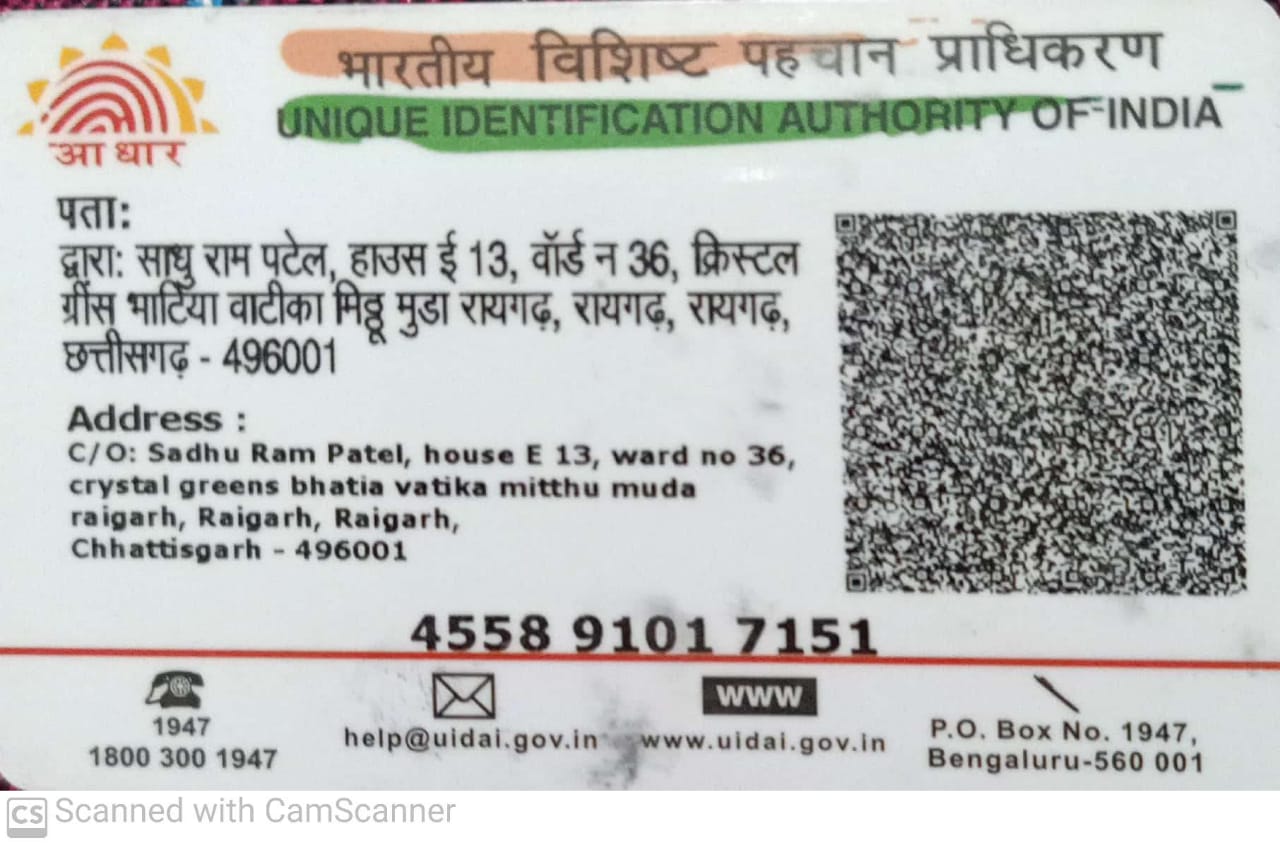 भारतीय विशिष्ट पहचान प्राधिकरण
UNIQUE IDENTIFICATION AUTHORITY OF INDIA
आधार
पता:
द्वारा: साधु राम पटेल, हाउस ई 13, वॉर्ड न 36, क्रिस्टल
ग्रींस भाटिया वाटीका मिठ्ठू मुडा रायगढ़, रायगढ़, रायगढ़,
छत्तीसगढ़ - 496001
Address :
C/O: Sadhu Ram Patel, house E 13, ward no 36,
crystal greens bhatia vatika mitthu muda
raigarh, Raigarh, Raigarh,
Chhattisgarh - 496001
4558 9101 7151
1947
1800 300 1947
help@uidai.gov.in
www
www.uidai.gov.in
P.O. Box No. 1947,
Bengaluru-560 001
CS Scanned with CamScanner